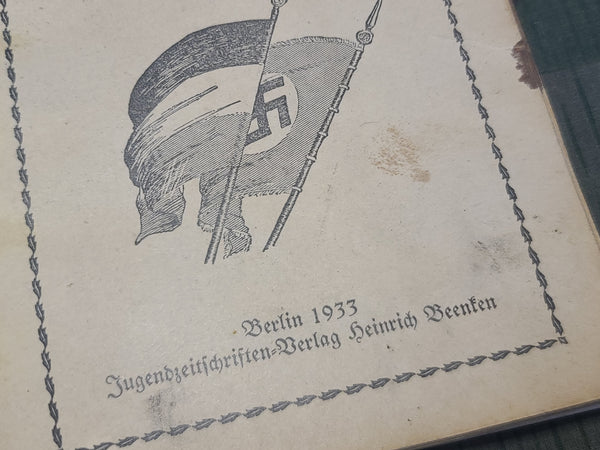 Berlin 1933
Jugendzeitschriften-Verlag Heinrich Beenken